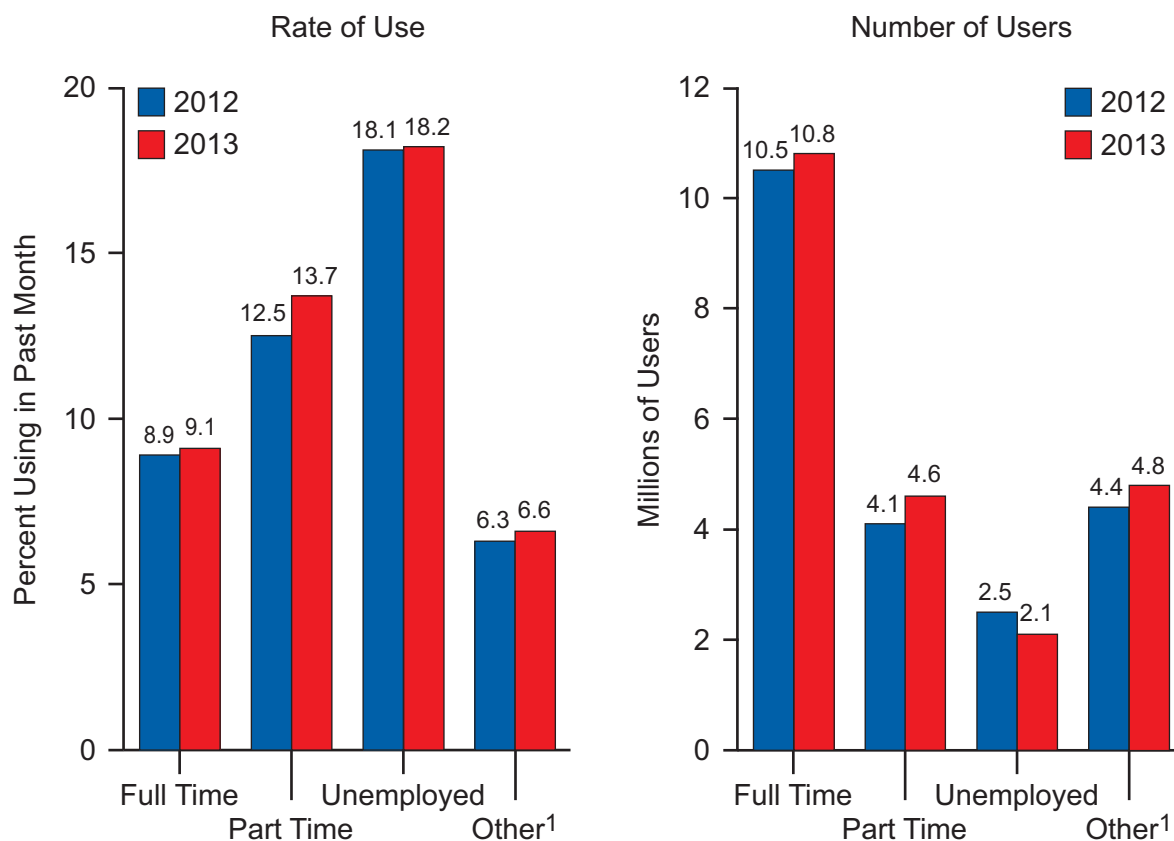 Rate of Use
20
15
10
5
0
Percent Using in Past Month
2012
2013
8.9
9.1
12.5
13.7
18.1
18.2
6.3
6.6
Full Time
Part Time
Unemployed
Other1
Number of Users
12
10
8
6
4
2
0
Millions of Users
2012
2013
10.5
10.8
4.1
4.6
2.5
2.1
4.4
4.8
Full Time
Part Time
Unemployed
Other1